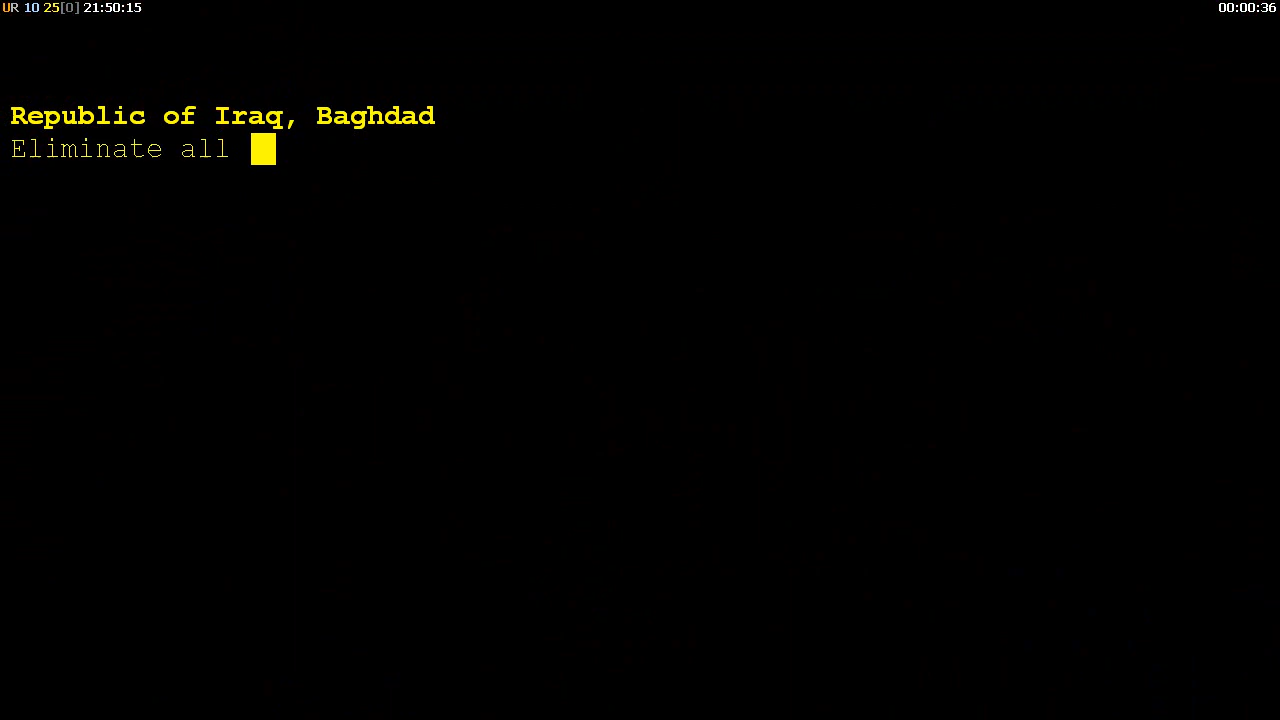 UR 10 25[0] 21:50:15
00:00:36
Republic of Iraq, Baghdad
Eliminate all